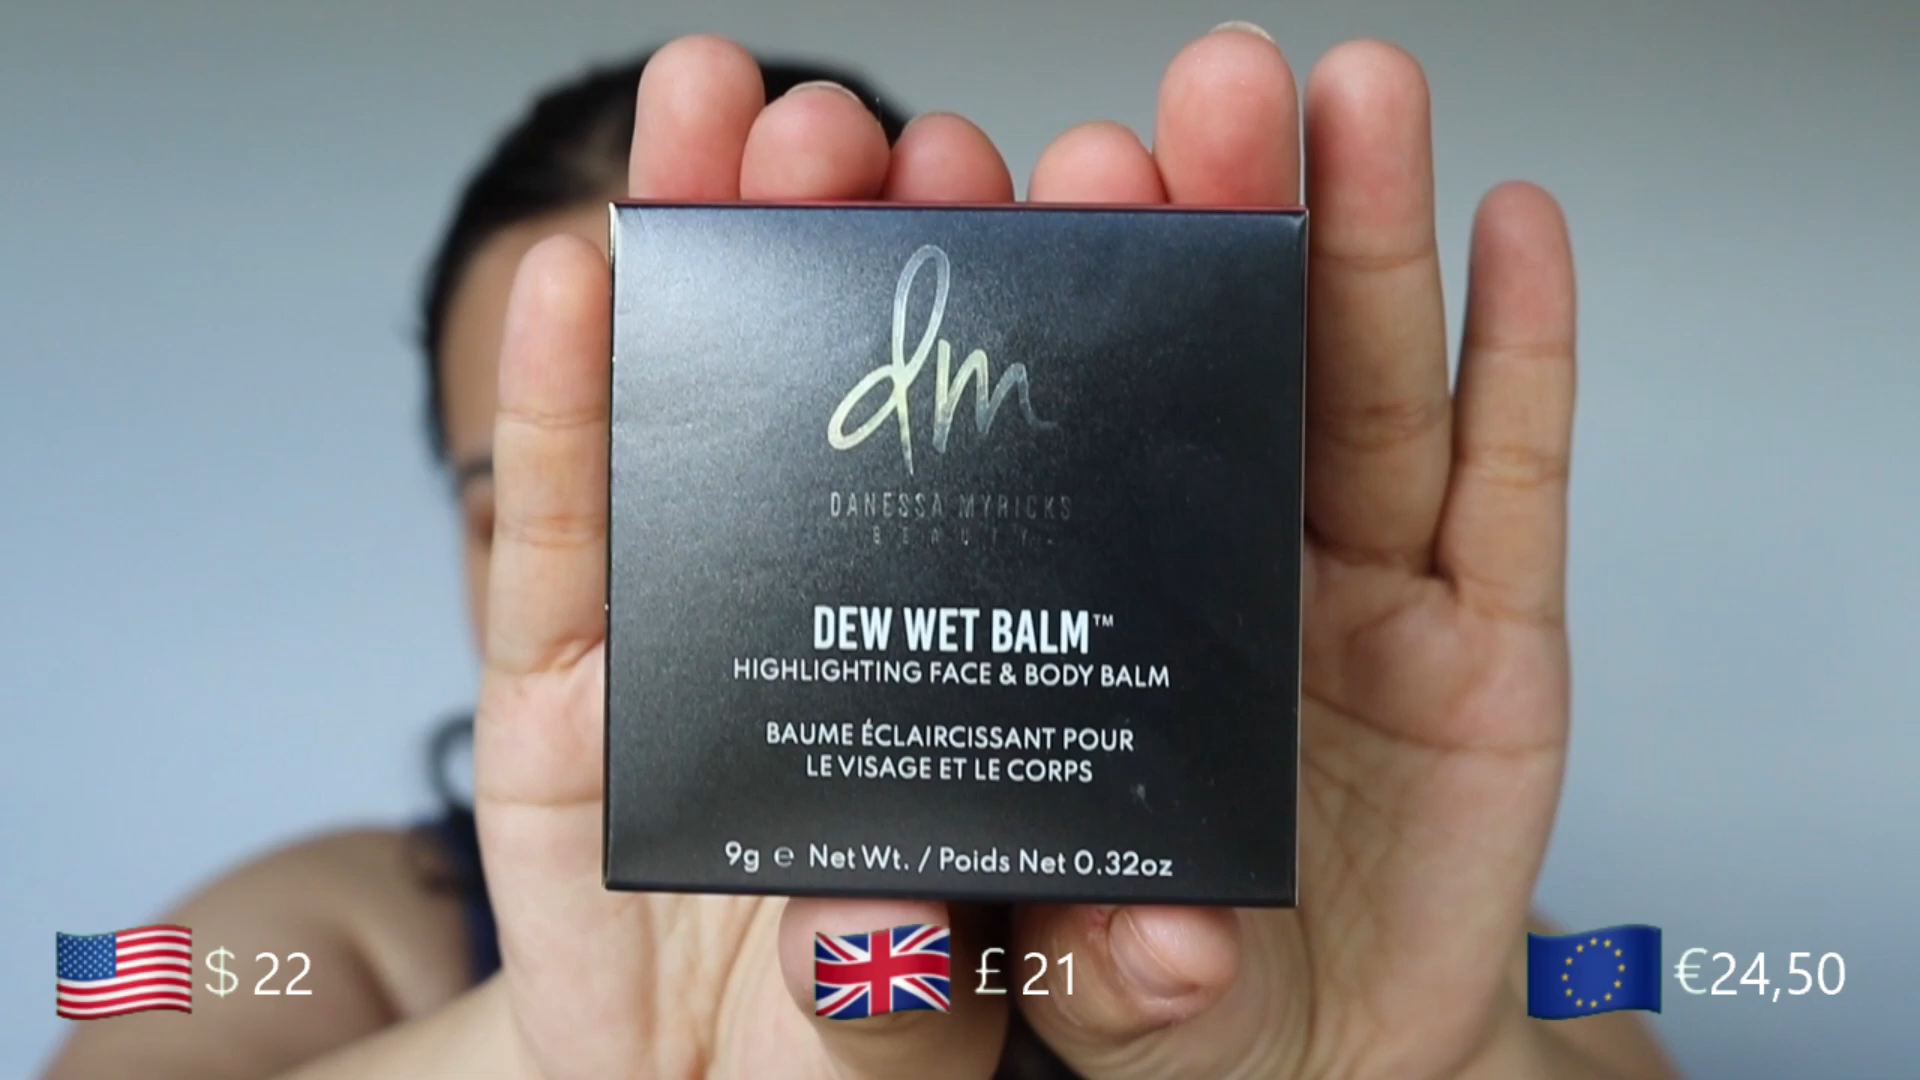 dm
DANESSA MYRICKS
BEAUTY
DEW WET BALM™
HIGHLIGHTING FACE & BODY BALM
BAUME ÉCLAIRCISSANT POUR
LE VISAGE ET LE CORPS
9g ℮ Net Wt. / Poids Net 0.32oz
$ 22
£ 21
€24,50